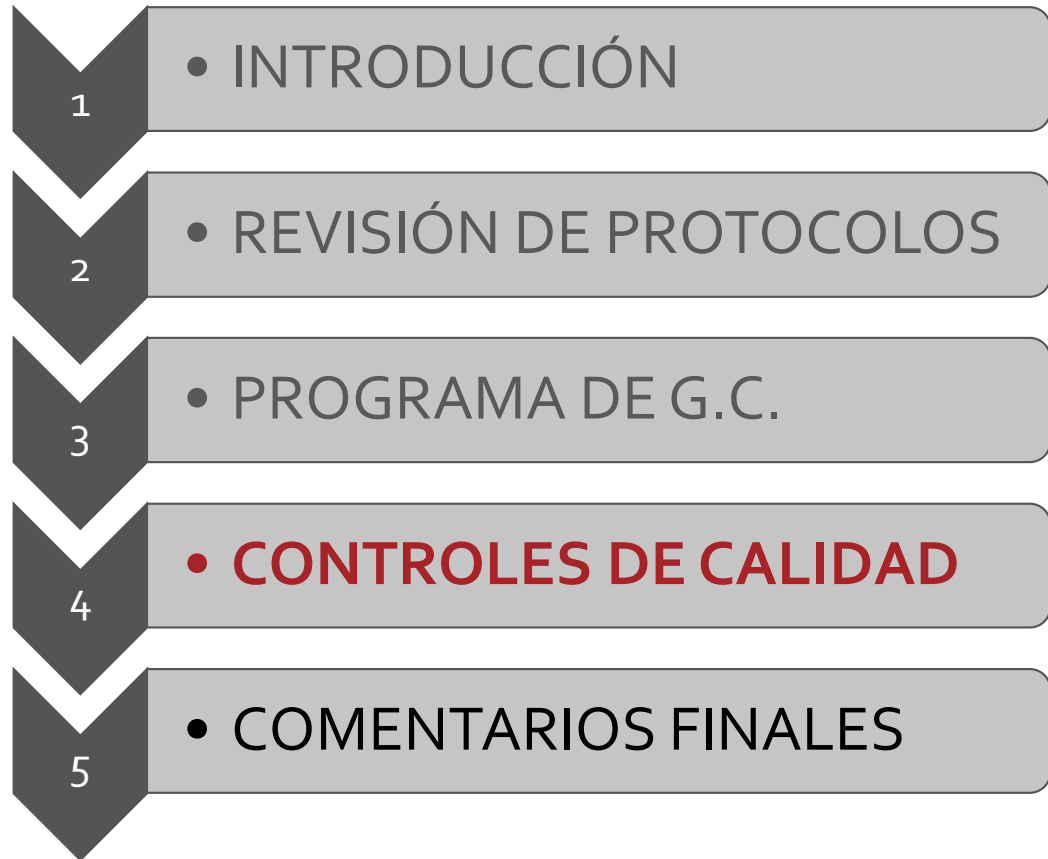 1
• INTRODUCCIÓN
2
• REVISIÓN DE PROTOCOLOS
3
• PROGRAMA DE G.C.
4
• CONTROLES DE CALIDAD
5
• COMENTARIOS FINALES